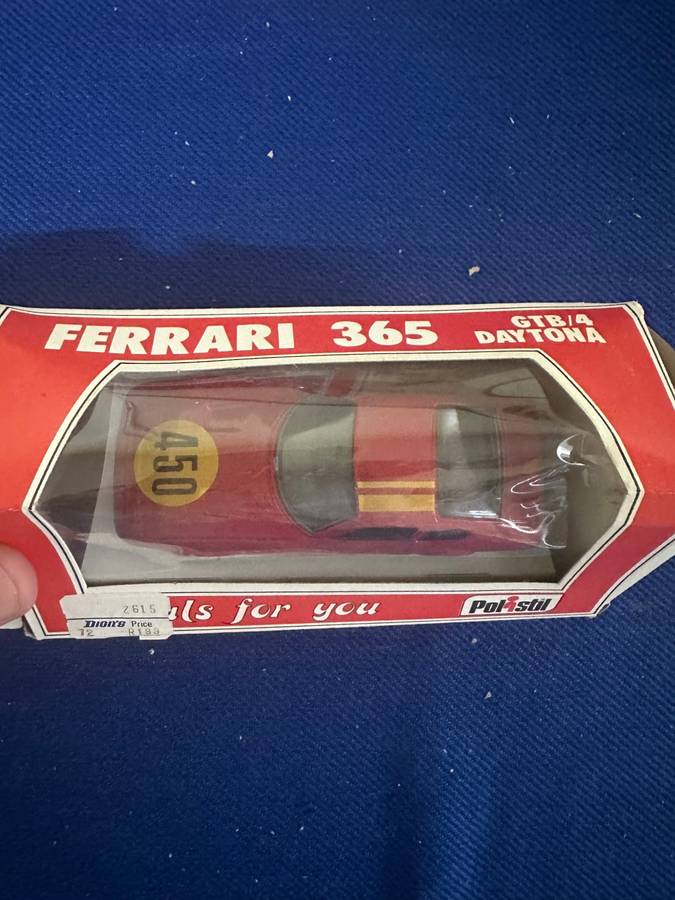 FERRARI 365 GTB/4
DAYTONA
450
uls for you
Polistil
2615
Dion's Price
72 R199